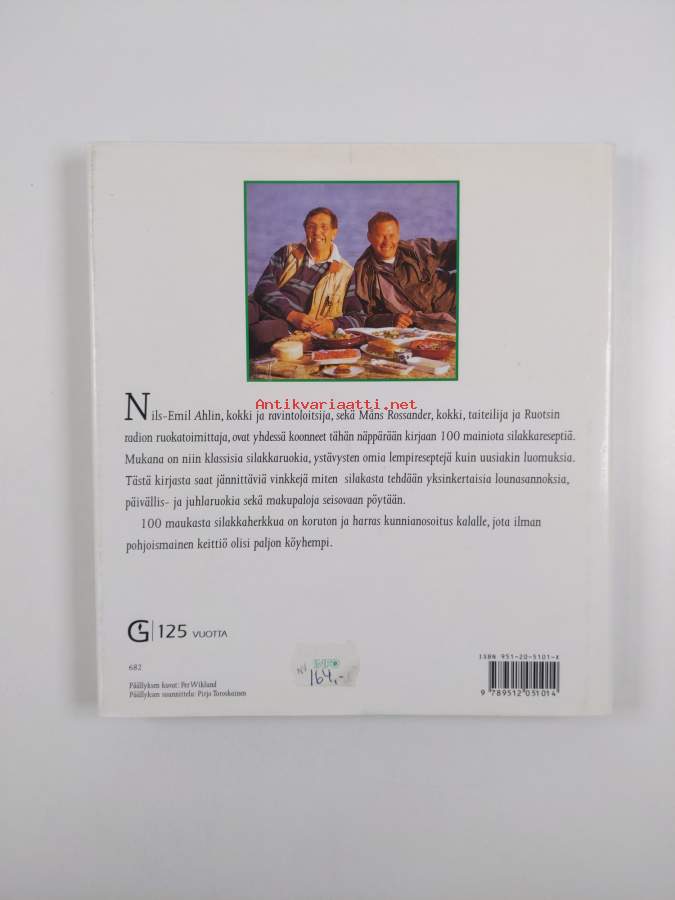 Antikvariaatti.net
Nils-Emil Ahlin, kokki ja ravintoloitsija, sekä Måns Rossander, kokki, taiteilija ja Ruotsin
radion ruokatoimittaja, ovat yhdessä koonneet tähän näppärään kirjaan 100 mainiota silakkareseptiä.
Mukana on niin klassisia silakkaruokia, ystävysten omia lempireseptejä kuin uusiakin luomuksia.
Tästä kirjasta saat jännittäviä vinkkejä miten silakasta tehdään yksinkertaisia lounasannoksia,
päivällis- ja juhlaruokia sekä makupaloja seisovaan pöytään.
100 maukasta silakkaherkkua on koruton ja harras kunnianosoitus kalalle, jota ilman
pohjoismainen keittiö olisi paljon köyhempi.
G 125 VUOTTA
682
Päällyksen kuvat: Per Wiklund
Päällyksen suunnittelu: Pirjo Toroskainen
164,-
ISBN 951-20-5101-X
9 789512 051014